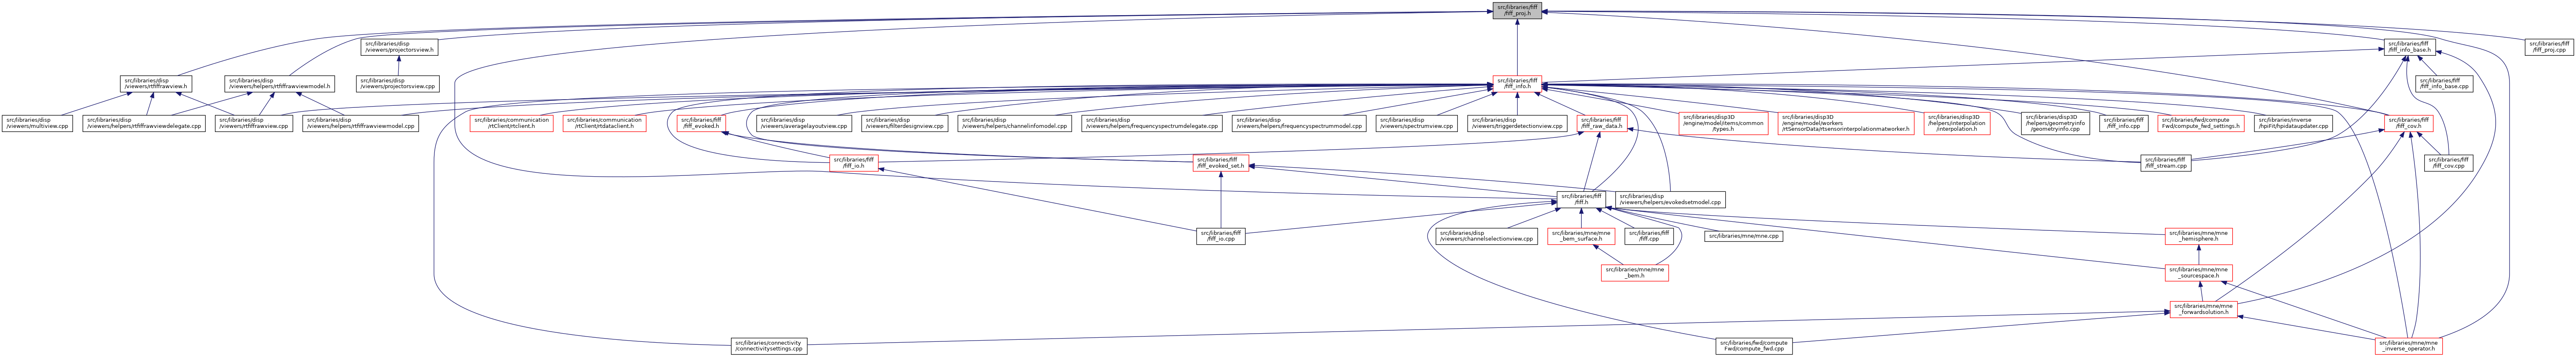 src/libraries/fiff
/fiff_proj.h
src/libraries/disp
/viewers/projectorsview.h
src/libraries/fiff
/fiff_info_base.h
src/libraries/fiff
/fiff_proj.cpp
src/libraries/disp
/viewers/rtfiffrawview.h
src/libraries/disp
/viewers/helpers/rtfiffrawviewmodel.h
src/libraries/disp
/viewers/projectorsview.cpp
src/libraries/fiff
/fiff_info.h
src/libraries/fiff
/fiff_info_base.cpp
src/libraries/disp
/viewers/multiview.cpp
src/libraries/disp
/viewers/helpers/rtfiffrawviewdelegate.cpp
src/libraries/disp
/viewers/rtfiffrawview.cpp
src/libraries/disp
/viewers/helpers/rtfiffrawviewmodel.cpp
src/libraries/communication
/rtClient/rtclient.h
src/libraries/communication
/rtClient/rtdataclient.h
src/libraries/fiff
/fiff_evoked.h
src/libraries/disp
/viewers/averagelayoutview.cpp
src/libraries/disp
/viewers/filterdesignview.cpp
src/libraries/disp
/viewers/helpers/channelinfomodel.cpp
src/libraries/disp
/viewers/helpers/frequencyspectrumdelegate.cpp
src/libraries/disp
/viewers/helpers/frequencyspectrummodel.cpp
src/libraries/disp
/viewers/spectrumview.cpp
src/libraries/disp
/viewers/triggerdetectionview.cpp
src/libraries/fiff
/fiff_raw_data.h
src/libraries/disp3D
/engine/model/items/common
/types.h
src/libraries/disp3D
/engine/model/workers
/rtSensorData/rtsensorinterpolationmatworker.h
src/libraries/disp3D
/helpers/interpolation
/interpolation.h
src/libraries/disp3D
/helpers/geometryinfo
/geometryinfo.cpp
src/libraries/fiff
/fiff_info.cpp
src/libraries/fwd/compute
Fwd/compute_fwd_settings.h
src/libraries/inverse
/hpiFit/hpidataupdater.cpp
src/libraries/fiff
/fiff_cov.h
src/libraries/fiff
/fiff_io.h
src/libraries/fiff
/fiff_evoked_set.h
src/libraries/fiff
/fiff_stream.cpp
src/libraries/fiff
/fiff_cov.cpp
src/libraries/fiff
/fiff.h
src/libraries/disp
/viewers/helpers/evokedsetmodel.cpp
src/libraries/fiff
/fiff_io.cpp
src/libraries/disp
/viewers/channelselectionview.cpp
src/libraries/mne/mne
_bem_surface.h
src/libraries/fiff
/fiff.cpp
src/libraries/mne/mne.cpp
src/libraries/mne/mne
_hemisphere.h
src/libraries/mne/mne
_bem.h
src/libraries/mne/mne
_sourcespace.h
src/libraries/mne/mne
_forwardsolution.h
src/libraries/connectivity
/connectivitysettings.cpp
src/libraries/fwd/compute
Fwd/compute_fwd.cpp
src/libraries/mne/mne
_inverse_operator.h